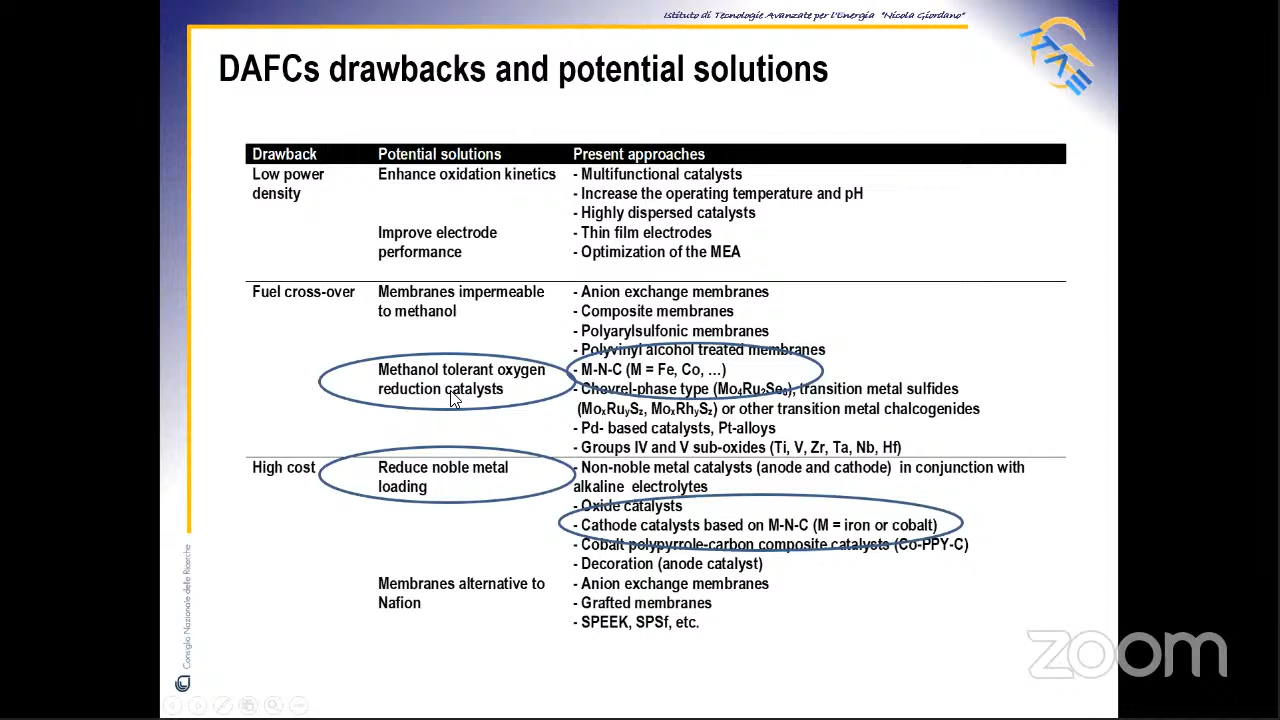 Istituto di Tecnologie Avanzate per l'Energia "Nicola Giordano"
ITAE
DAFCs drawbacks and potential solutions
Drawback Potential solutions Present approaches
Low power Enhance oxidation kinetics - Multifunctional catalysts
density - Increase the operating temperature and pH
- Highly dispersed catalysts
Improve electrode - Thin film electrodes
performance - Optimization of the MEA
Fuel cross-over Membranes impermeable - Anion exchange membranes
to methanol - Composite membranes
- Polyarylsulfonic membranes
- Polyvinyl alcohol treated membranes
Methanol tolerant oxygen - M-N-C (M = Fe, Co, ...)
reduction catalysts - Chevrel-phase type (Mo₄Ru₂Se₈), transition metal sulfides
(MoₓRuᵧS𝓏, MoₓRhᵧS𝓏) or other transition metal chalcogenides
- Pd- based catalysts, Pt-alloys
- Groups IV and V sub-oxides (Ti, V, Zr, Ta, Nb, Hf)
High cost Reduce noble metal - Non-noble metal catalysts (anode and cathode) in conjunction with
loading alkaline electrolytes
- Oxide catalysts
- Cathode catalysts based on M-N-C (M = iron or cobalt)
- Cobalt polypyrrole-carbon composite catalysts (Co-PPY-C)
- Decoration (anode catalyst)
Membranes alternative to - Anion exchange membranes
Nafion - Grafted membranes
- SPEEK, SPSf, etc.
Consiglio Nazionale delle Ricerche
zoom